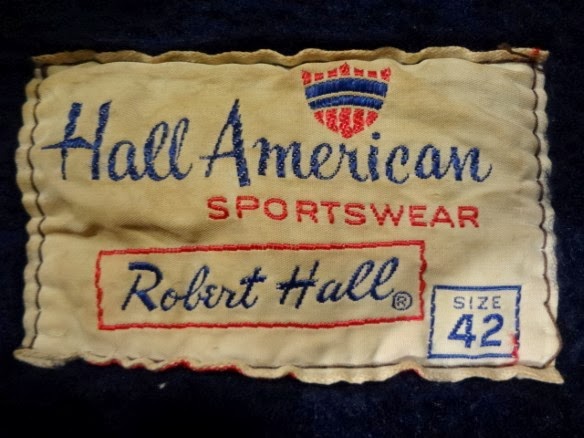 Hall American
SPORTSWEAR
Robert Hall®
SIZE
42